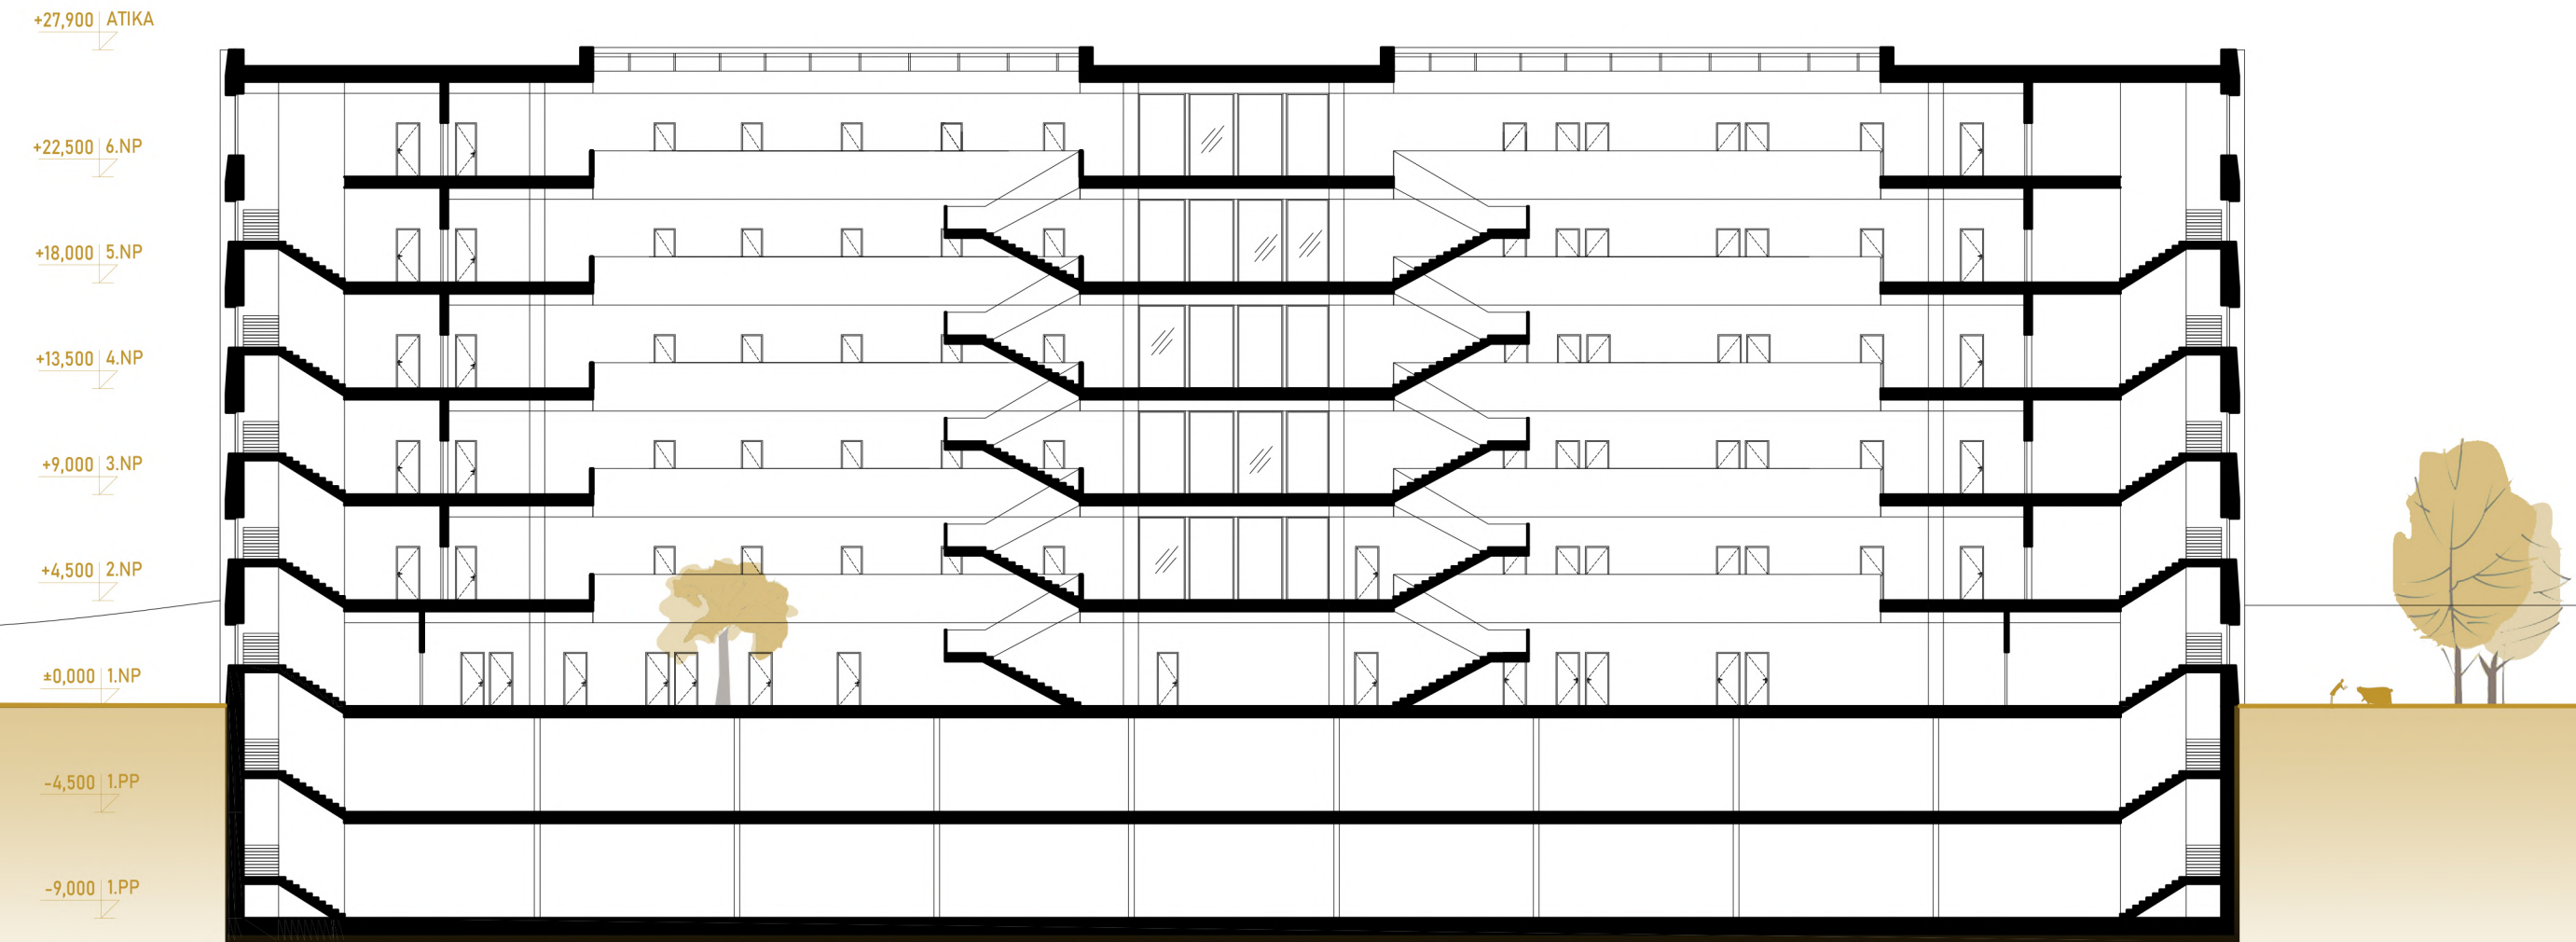 +27,900 ATIKA
+22,500 6.NP
+18,000 5.NP
+13,500 4.NP
+9,000 3.NP
+4,500 2.NP
±0,000 1.NP
-4,500 1.PP
-9,000 1.PP